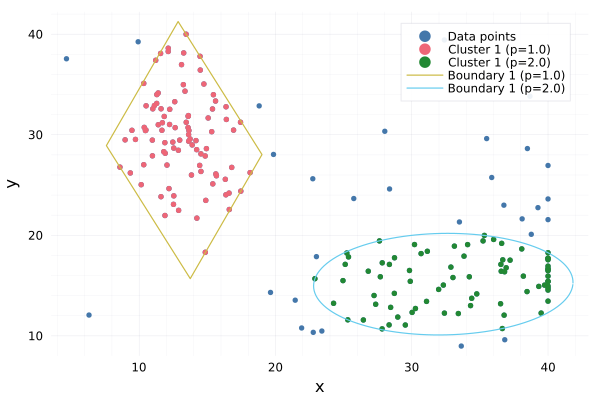 40
30
20
10
y
10
20
30
40
x
Data points
Cluster 1 (p=1.0)
Cluster 1 (p=2.0)
Boundary 1 (p=1.0)
Boundary 1 (p=2.0)